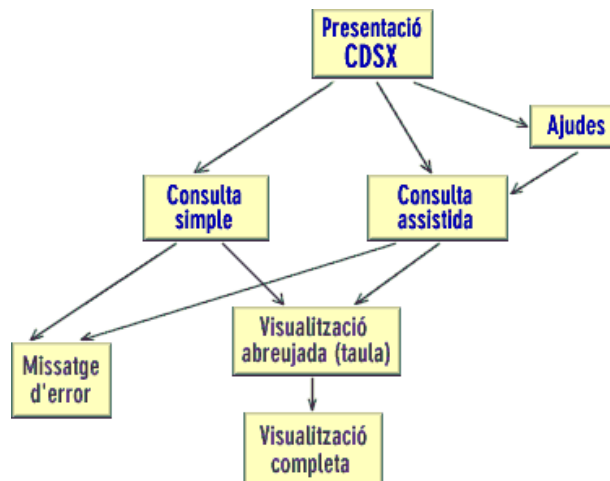 Presentació
CDSX
Ajudes
Consulta
simple
Consulta
assistida
Visualització
abreujada (taula)
Missatge
d'error
Visualització
completa